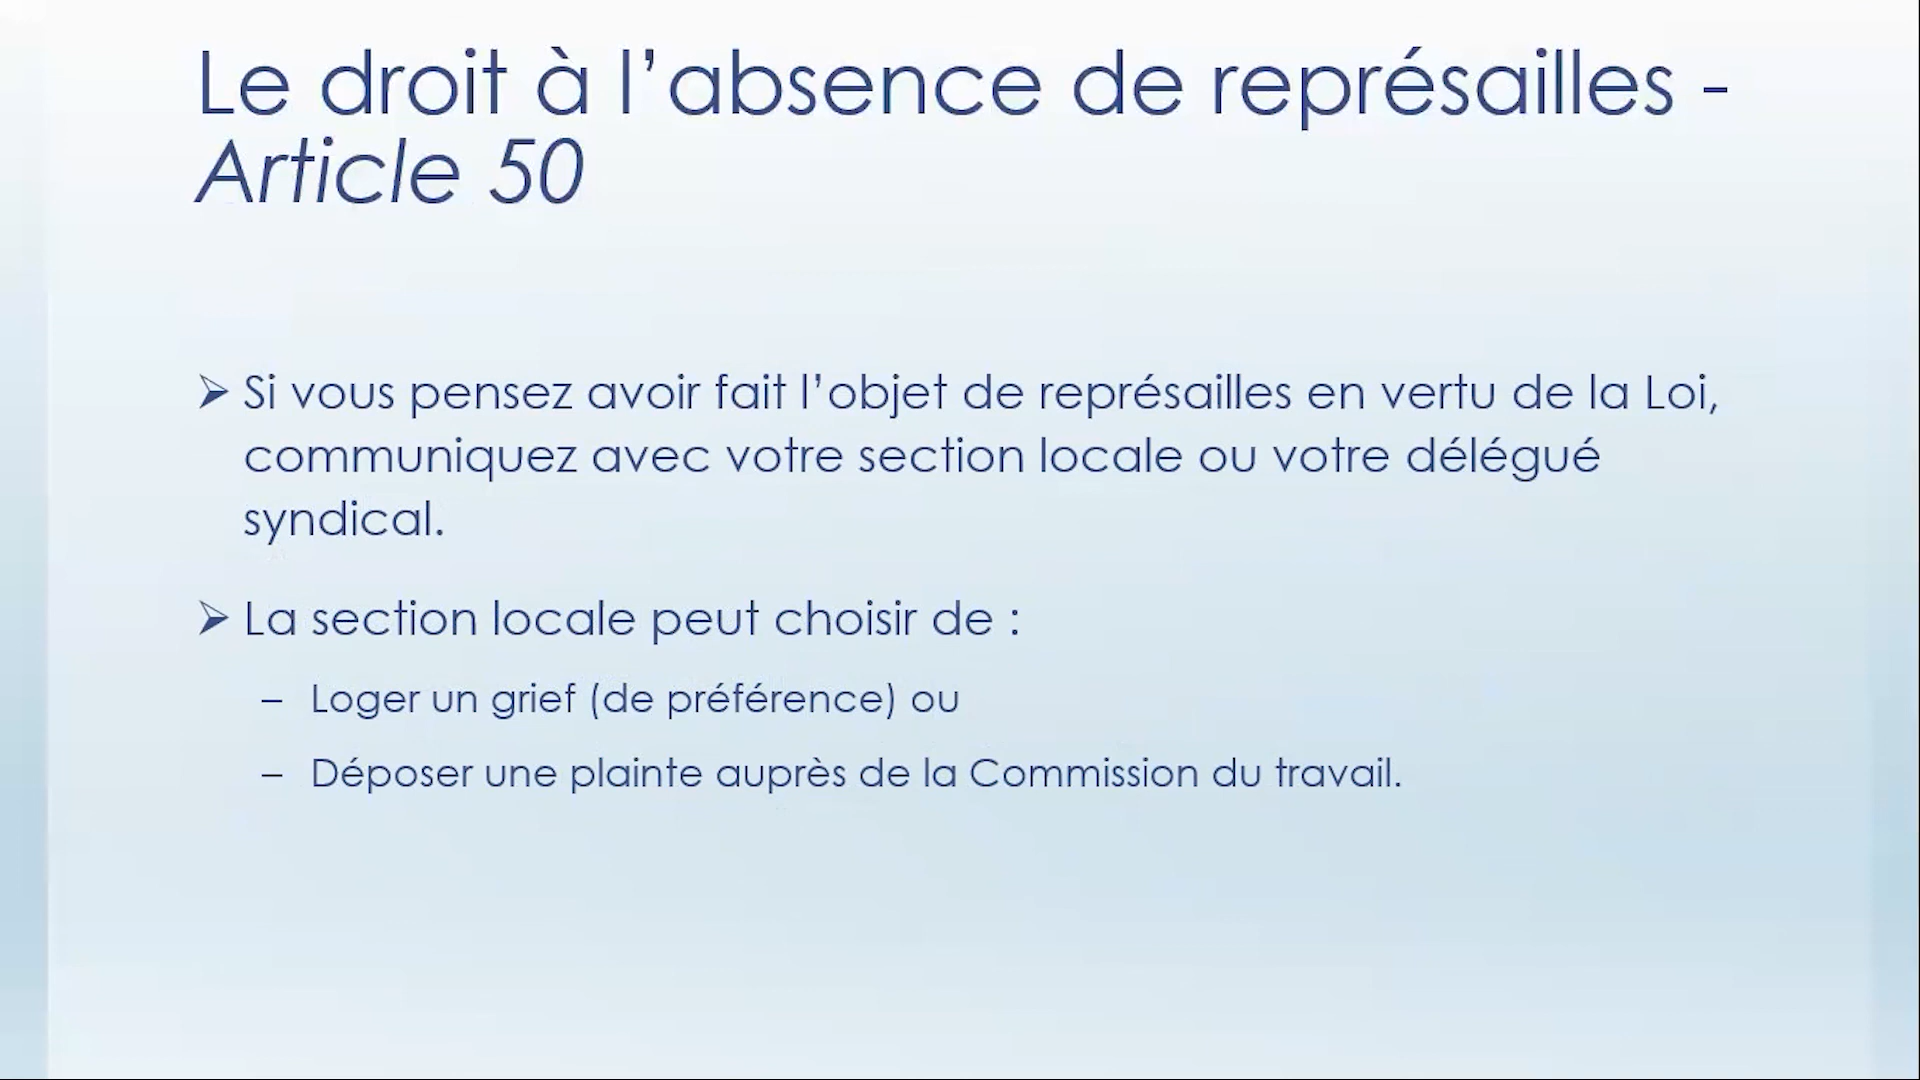 Le droit à l’absence de représailles -
Article 50
➢ Si vous pensez avoir fait l’objet de représailles en vertu de la Loi,
communiquez avec votre section locale ou votre délégué
syndical.
➢ La section locale peut choisir de :
– Loger un grief (de préférence) ou
– Déposer une plainte auprès de la Commission du travail.